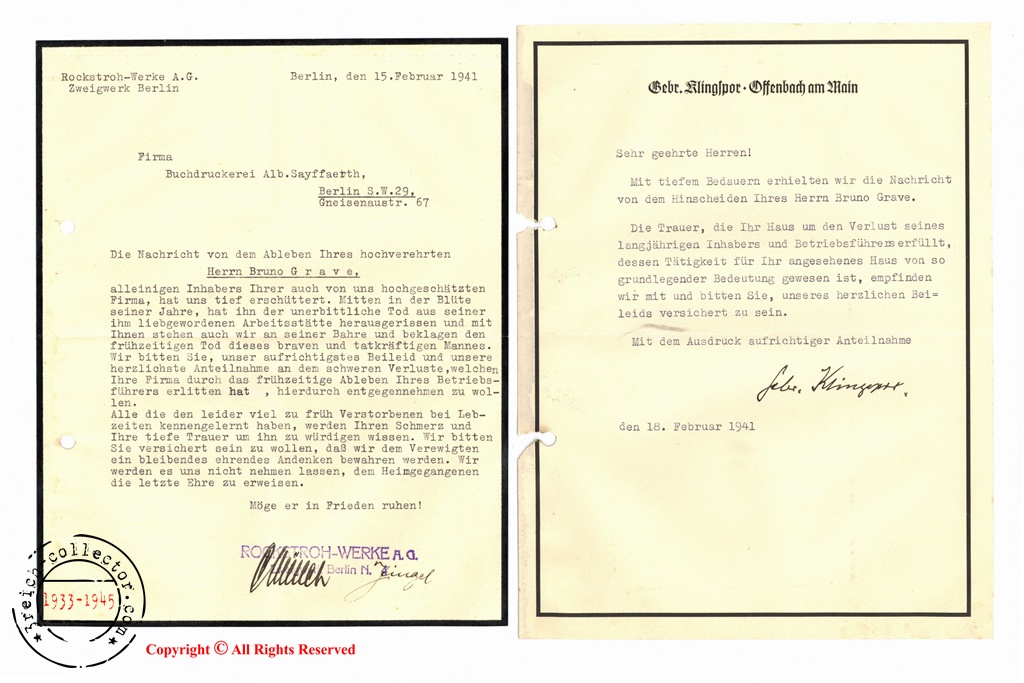 Rockstroh-Werke A.G.
Zweigwerk Berlin
Berlin, den 15.Februar 1941
Firma
Buchdruckerei Alb.Sayffaerth,
Berlin S.W.29,
Gneisenaustr. 67
Die Nachricht von dem Ableben Ihres hochverehrten
Herrn Bruno G r a v e,
alleinigen Inhabers Ihrer auch von uns hochgeschätzten
Firma, hat uns tief erschüttert. Mitten in der Blüte
seiner Jahre, hat ihn der unerbittliche Tod aus seiner
ihm liebgewordenen Arbeitsstätte herausgerissen und mit
Ihnen stehen auch wir an seiner Bahre und beklagen den
frühzeitigen Tod dieses braven und tatkräftigen Mannes.
Wir bitten Sie, unser aufrichtigstes Beileid und unsere
herzlichste Anteilnahme an dem schweren Verluste,welchen
Ihre Firma durch das frühzeitige Ableben Ihres Betriebs-
führers erlitten hat , hierdurch entgegennehmen zu wol-
len.
Alle die den leider viel zu früh Verstorbenen bei Leb-
zeiten kennengelernt haben, werden Ihren Schmerz und
Ihre tiefe Trauer um ihn zu würdigen wissen. Wir bitten
Sie versichert sein zu wollen, daß wir dem Verewigten
ein bleibendes ehrendes Andenken bewahren werden. Wir
werden es uns nicht nehmen lassen, dem Heimgegangenen
die letzte Ehre zu erweisen.
Möge er in Frieden ruhen!
ROCKSTROH-WERKE A.G.
Berlin N.
Gebr. Klingspor · Offenbach am Main
Sehr geehrte Herren!
Mit tiefem Bedauern erhielten wir die Nachricht
von dem Hinscheiden Ihres Herrn Bruno Grave.
Die Trauer, die Ihr Haus um den Verlust seines
langjährigen Inhabers und Betriebsführers erfüllt,
dessen Tätigkeit für Ihr angesehenes Haus von so
grundlegender Bedeutung gewesen ist, empfinden
wir mit und bitten Sie, unseres herzlichen Bei=
leids versichert zu sein.
Mit dem Ausdruck aufrichtiger Anteilnahme
Gebr. Klingspor.
den 18. Februar 1941
3reich-collector.com
1933-1945
Copyright © All Rights Reserved